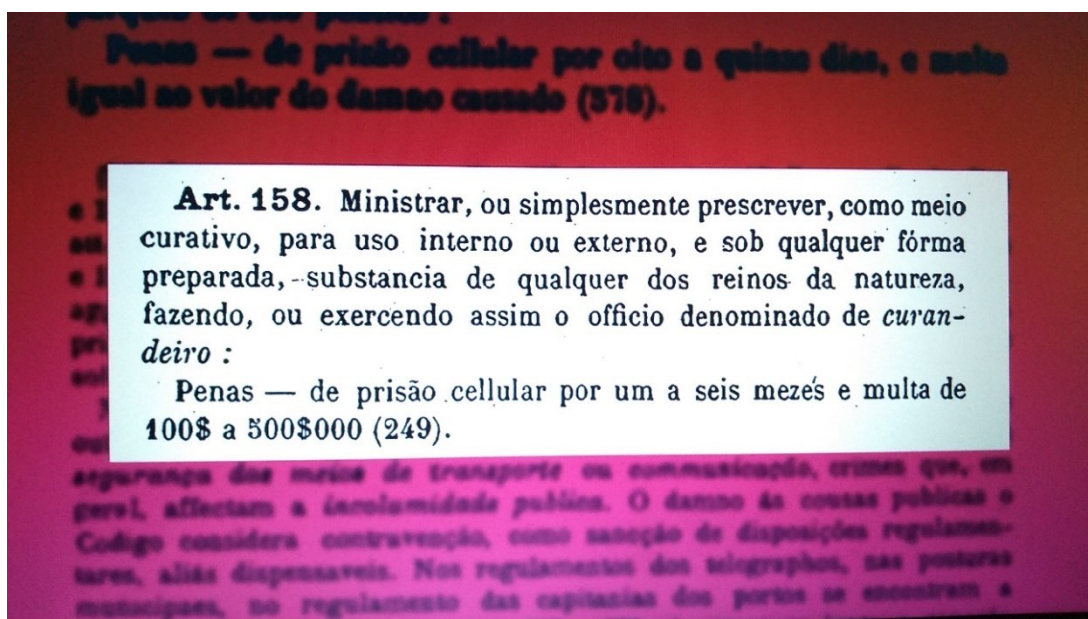 Penas — de prisão cellular por oito a quinze dias, e multa
igual ao valor do damno causado (378).
Art. 158. Ministrar, ou simplesmente prescrever, como meio
curativo, para uso interno ou externo, e sob qualquer fórma
preparada, substancia de qualquer dos reinos da natureza,
fazendo, ou exercendo assim o officio denominado de curan-
deiro :
Penas — de prisão cellular por um a seis mezes e multa de
100$ a 500$000 (249).
segurança dos meios de transporte ou communicação, crimes que, em
geral, affectam a incolumidade publica. O damno ás cousas publicas o
Codigo considera contravenção, como sancção de disposições regulamen-
tares, aliás dispensaveis. Nos regulamentos dos telegraphos, nas posturas
municipaes, no regulamento das capitanias dos portos se encontram a